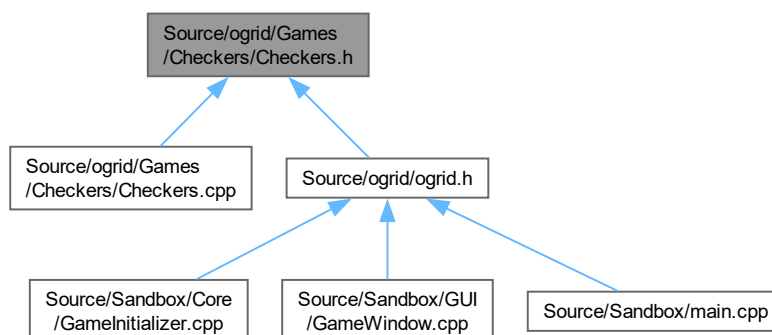 Source/ogrid/Games
/Checkers/Checkers.h
Source/ogrid/Games
/Checkers/Checkers.cpp
Source/ogrid/ogrid.h
Source/Sandbox/Core
/GameInitializer.cpp
Source/Sandbox/GUI
/GameWindow.cpp
Source/Sandbox/main.cpp